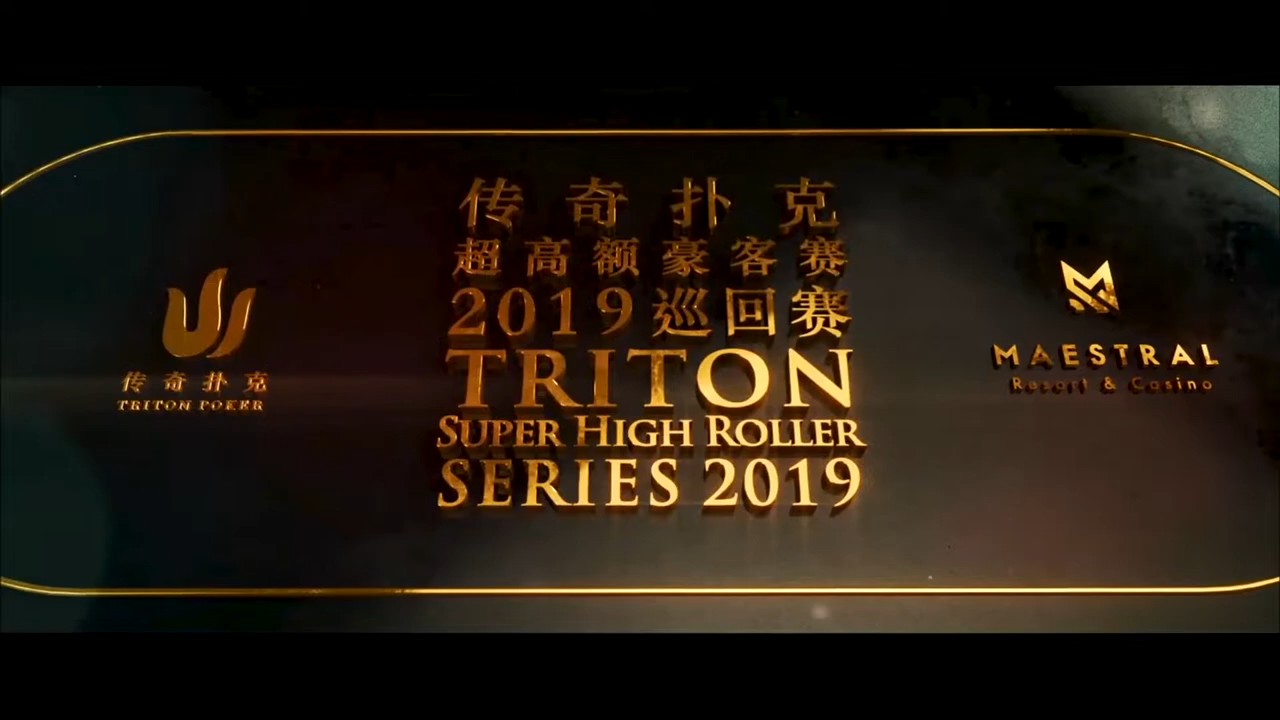 传奇扑克
超高额豪客赛
2019巡回赛
TRITON
SUPER HIGH ROLLER
SERIES 2019
传奇扑克
TRITON POKER
MAESTRAL
Resort & Casino